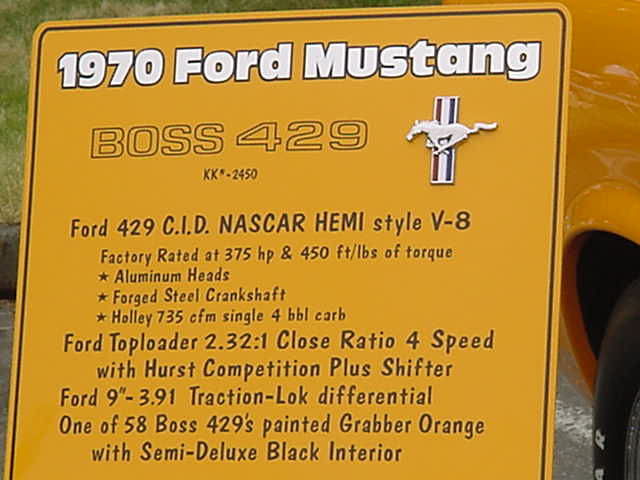 1970 Ford Mustang
BOSS 429
KK#-2450
Ford 429 C.I.D. NASCAR HEMI style V-8
Factory Rated at 375 hp & 450 ft/lbs of torque
★ Aluminum Heads
★ Forged Steel Crankshaft
★ Holley 735 cfm single 4 bbl carb
Ford Toploader 2.32:1 Close Ratio 4 Speed
with Hurst Competition Plus Shifter
Ford 9"-3.91 Traction-Lok differential
One of 58 Boss 429's painted Grabber Orange
with Semi-Deluxe Black Interior